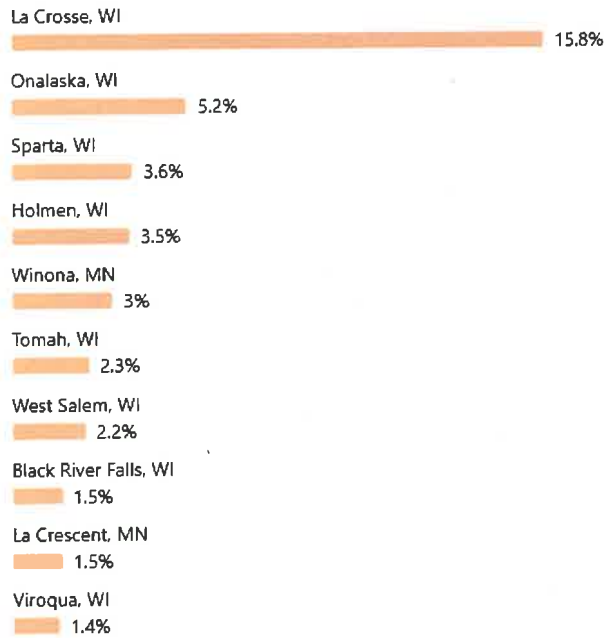 La Crosse, WI
15.8%
Onalaska, WI
5.2%
Sparta, WI
3.6%
Holmen, WI
3.5%
Winona, MN
3%
Tomah, WI
2.3%
West Salem, WI
2.2%
Black River Falls, WI
1.5%
La Crescent, MN
1.5%
Viroqua, WI
1.4%